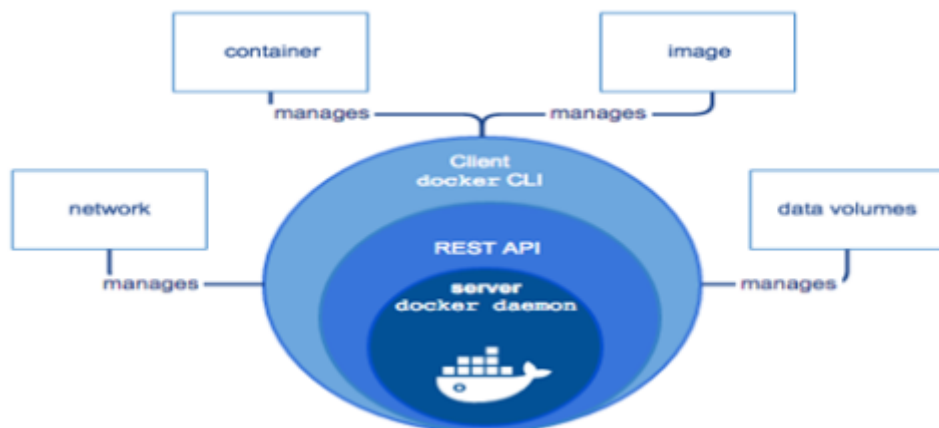 container
image
manages
manages
Client
docker CLI
network
data volumes
REST API
manages
server
manages
docker daemon